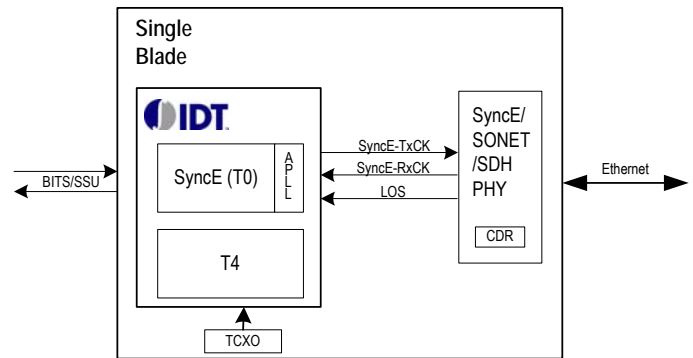 Single
Blade
IDT
SyncE (T0)
A
P
L
L
T4
TCXO
BITS/SSU
SyncE-TxCK
SyncE-RxCK
LOS
SyncE/
SONET
/SDH
PHY
CDR
Ethernet